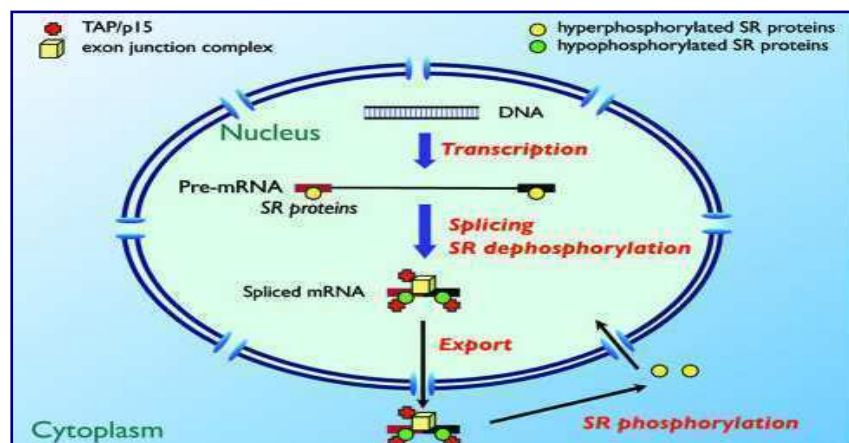 TAP/p15
exon junction complex
hyperphosphorylated SR proteins
hypophosphorylated SR proteins
Nucleus
DNA
Transcription
Pre-mRNA
SR proteins
Splicing
SR dephosphorylation
Spliced mRNA
Export
SR phosphorylation
Cytoplasm